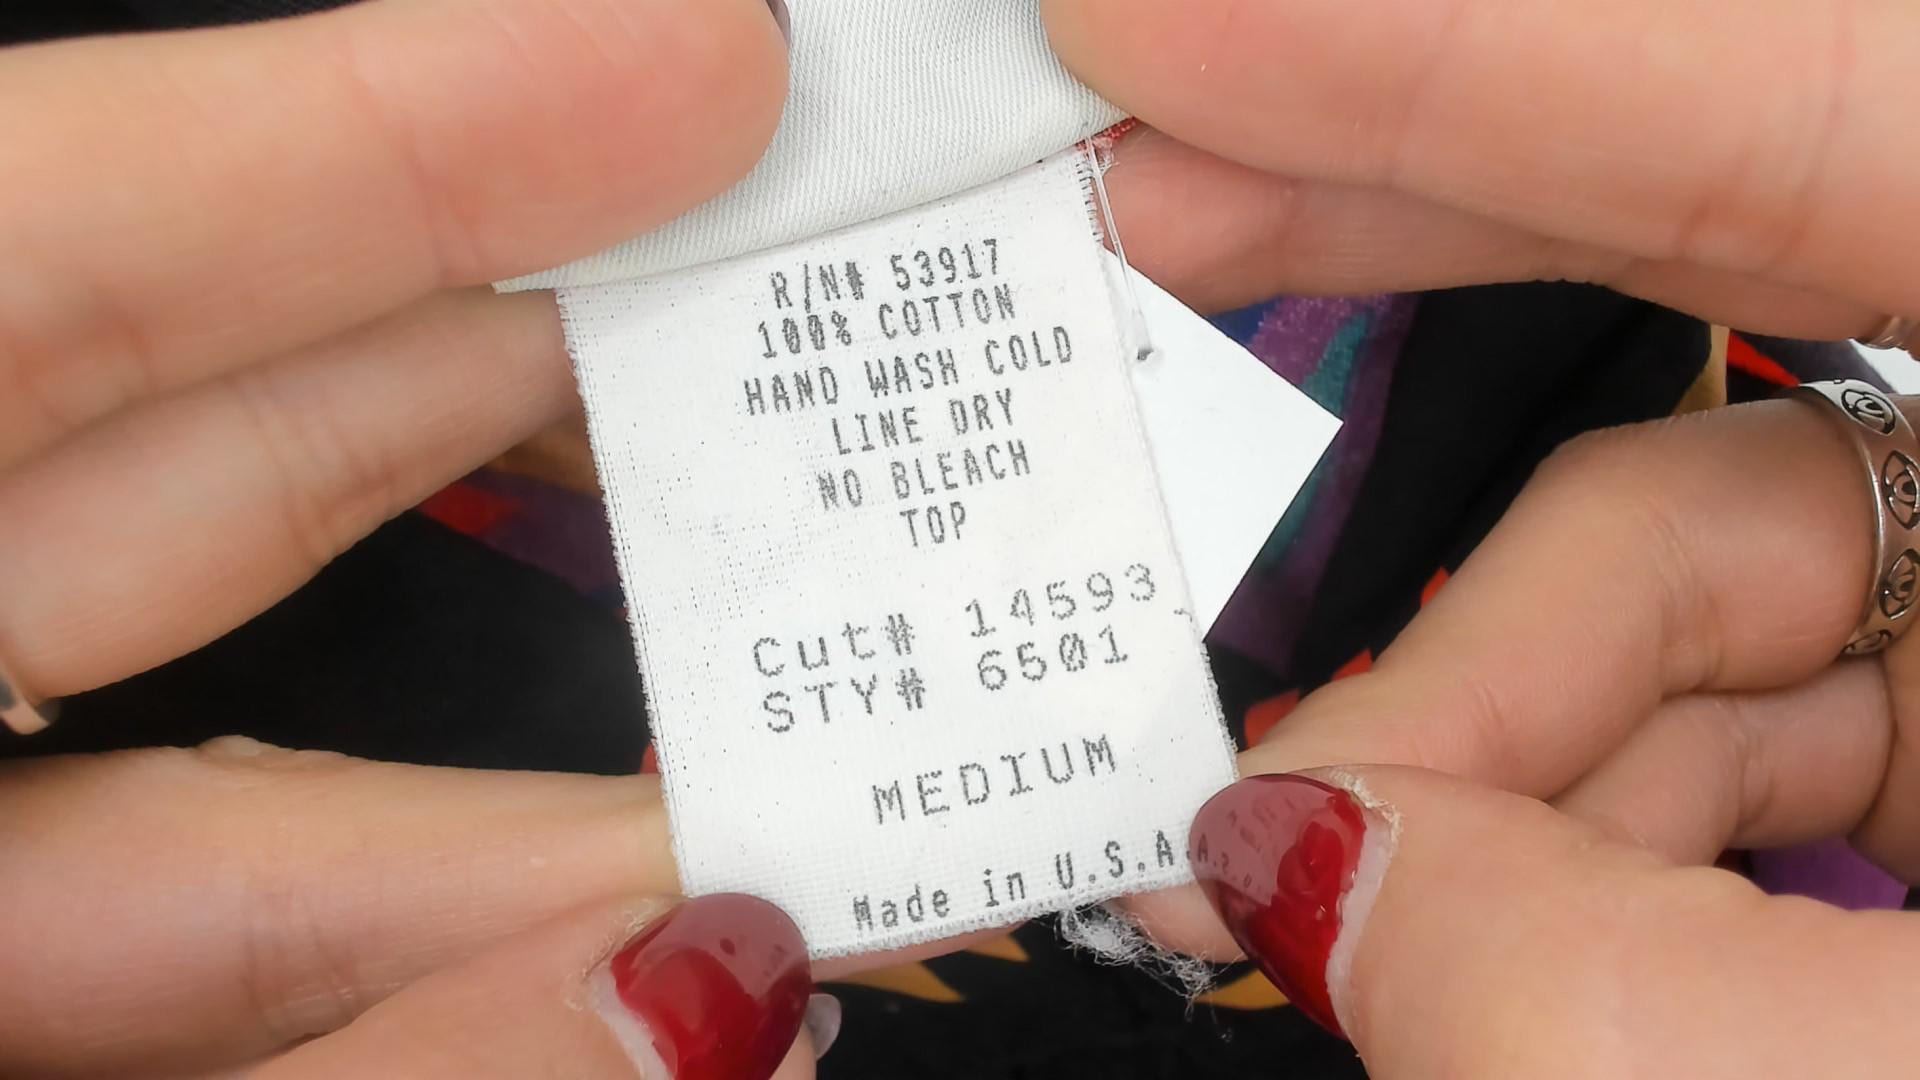 R/N# 53917
100% COTTON
HAND WASH COLD
LINE DRY
NO BLEACH
TOP
Cut# 14593
STY# 6501
MEDIUM
Made in U.S.A.